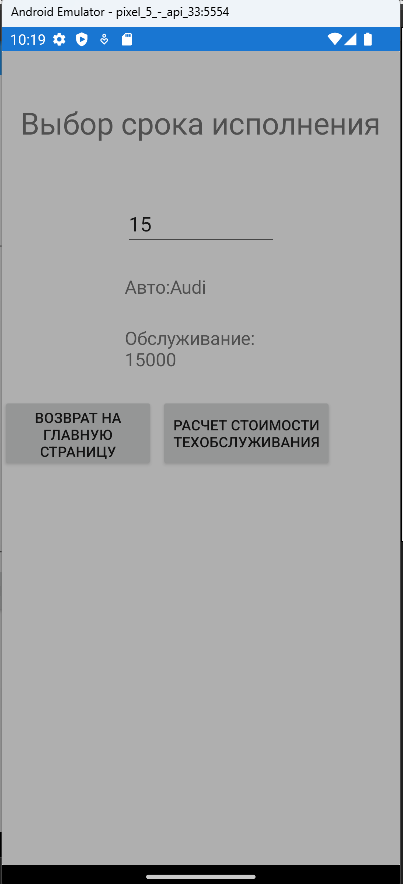 Android Emulator - pixel_5_-_api_33:5554
10:19
Выбор срока исполнения
15
Авто:Audi
Обслуживание:
15000
ВОЗВРАТ НА
ГЛАВНУЮ
СТРАНИЦУ
РАСЧЕТ СТОИМОСТИ
ТЕХОБСЛУЖИВАНИЯ